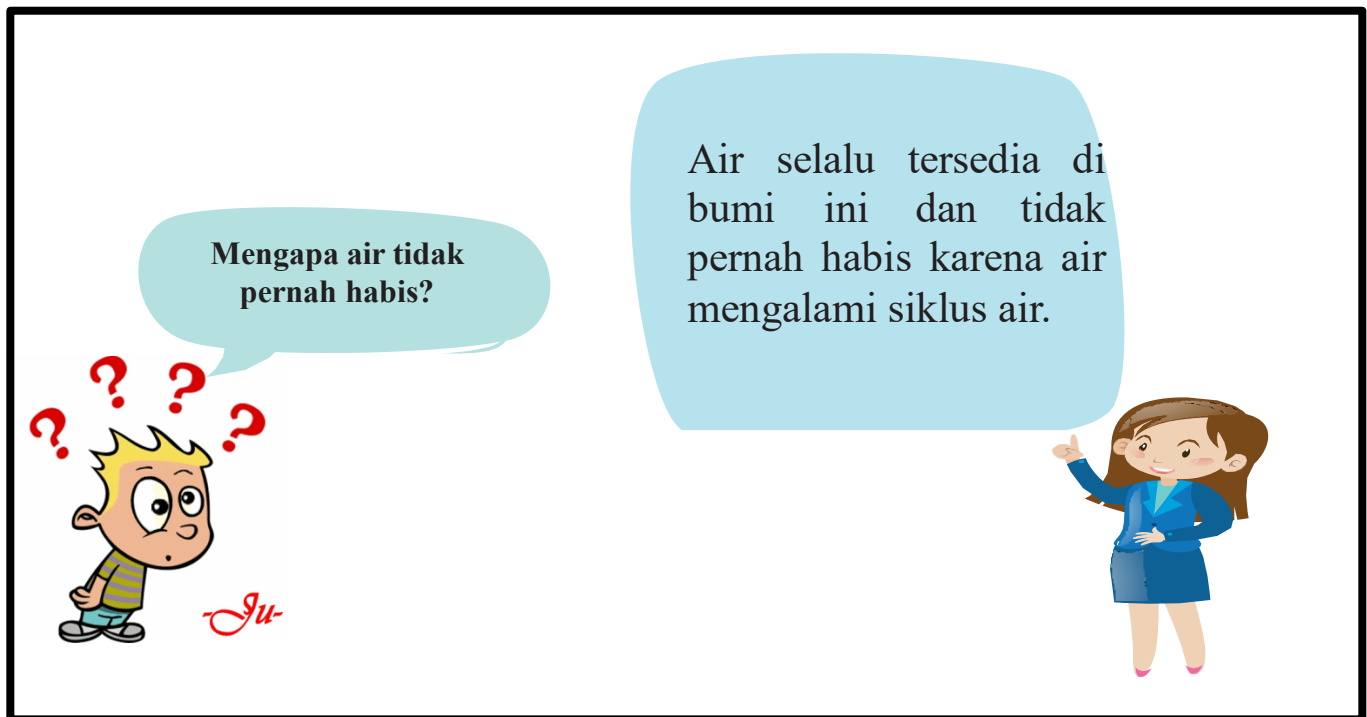 Mengapa air tidak
pernah habis?
Air selalu tersedia di
bumi ini dan tidak
pernah habis karena air
mengalami siklus air.
? ? ? ?
-Ju-